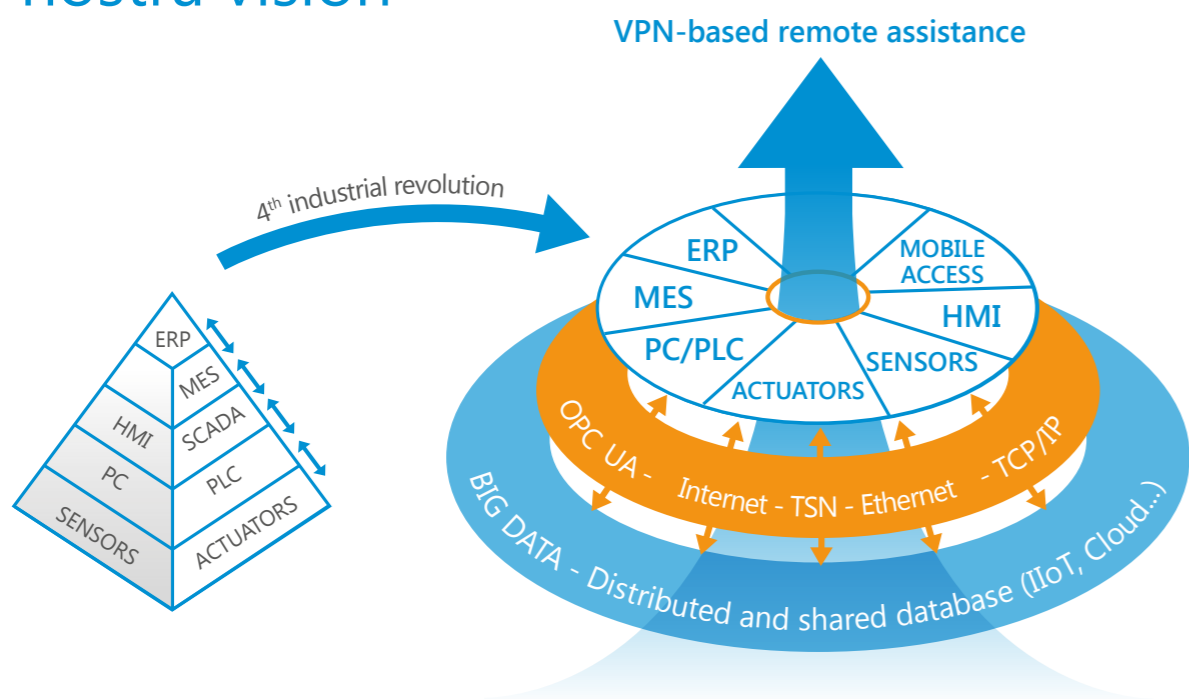 nostra vision
VPN-based remote assistance
4th industrial revolution
ERP
MES
HMI
SCADA
PC
PLC
SENSORS
ACTUATORS
ERP
MOBILE
ACCESS
MES
HMI
PC/PLC
SENSORS
ACTUATORS
OPC UA - Internet - TSN - Ethernet - TCP/IP
BIG DATA - Distributed and shared database (IIoT, Cloud...)